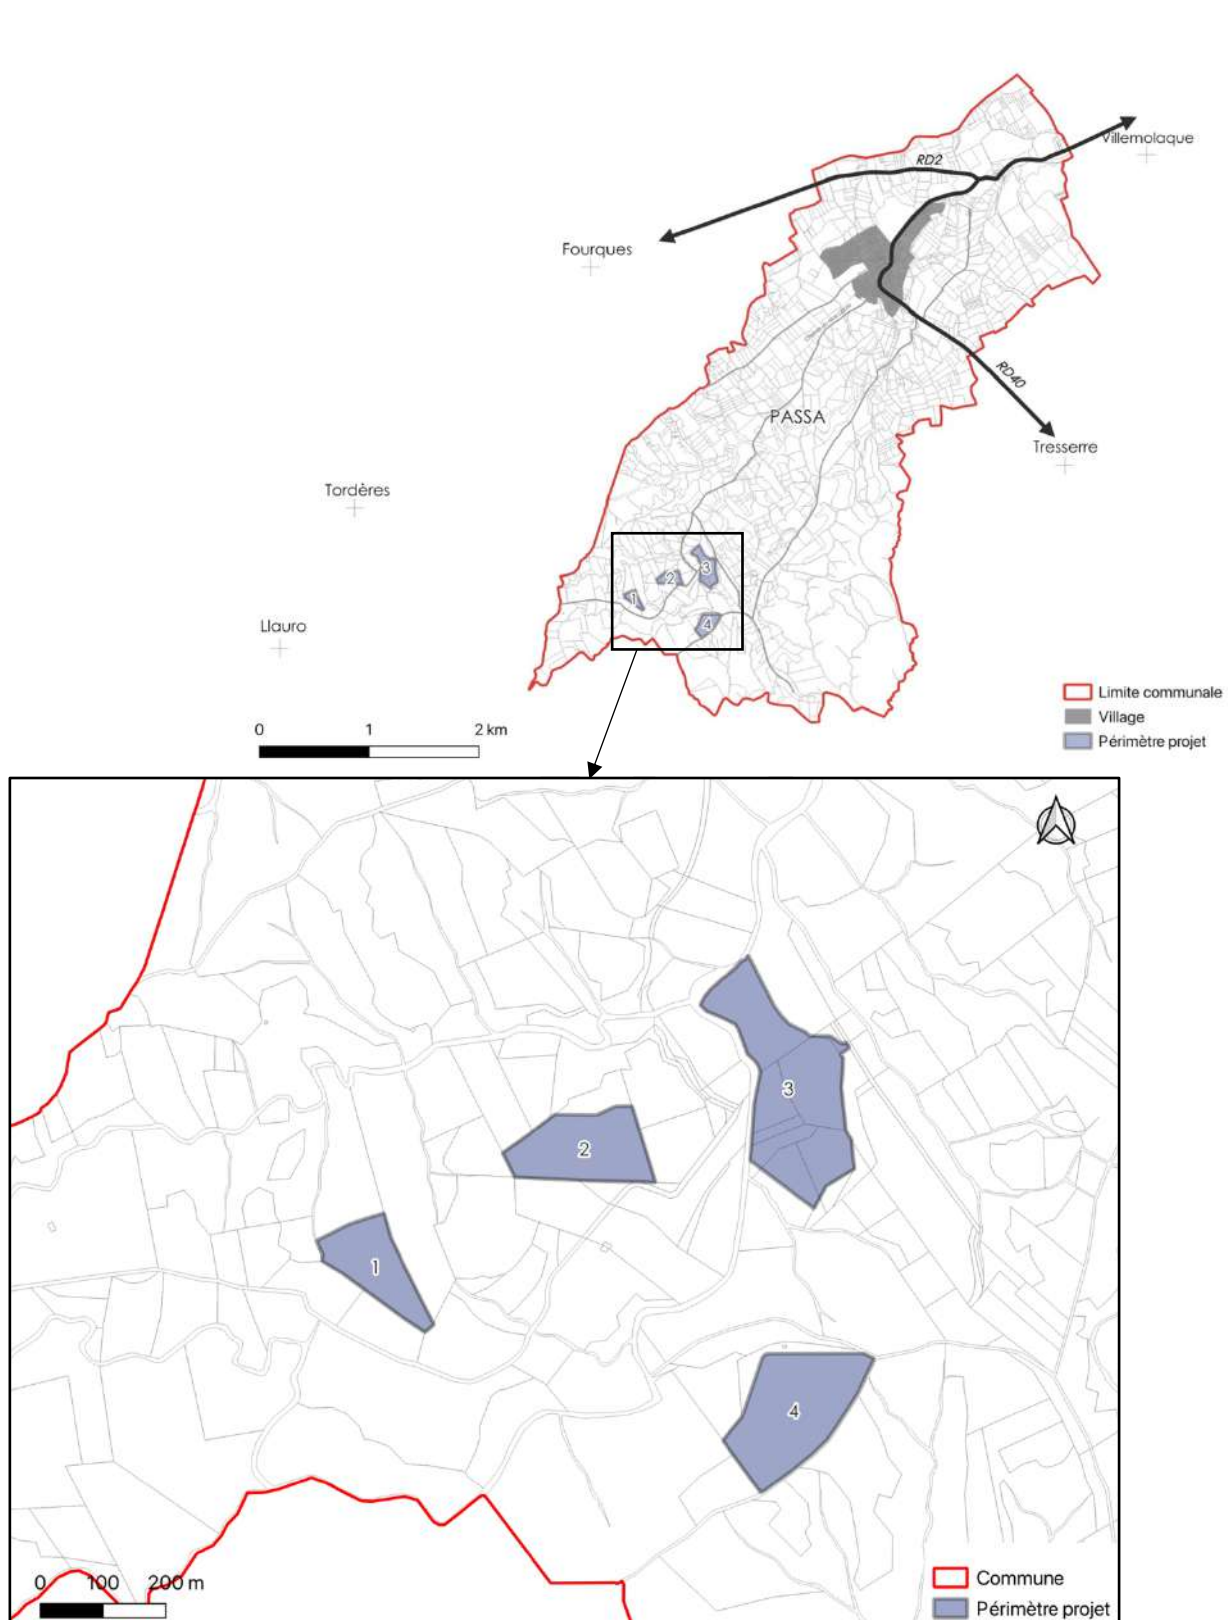 Villemolaque
RD2
Fourques
RD40
PASSA
Tresserre
Tordères
3
2
1
4
Llauro
Limite communale
Village
Périmètre projet
0 1 2 km
3
2
1
4
0 100 200 m
Commune
Périmètre projet